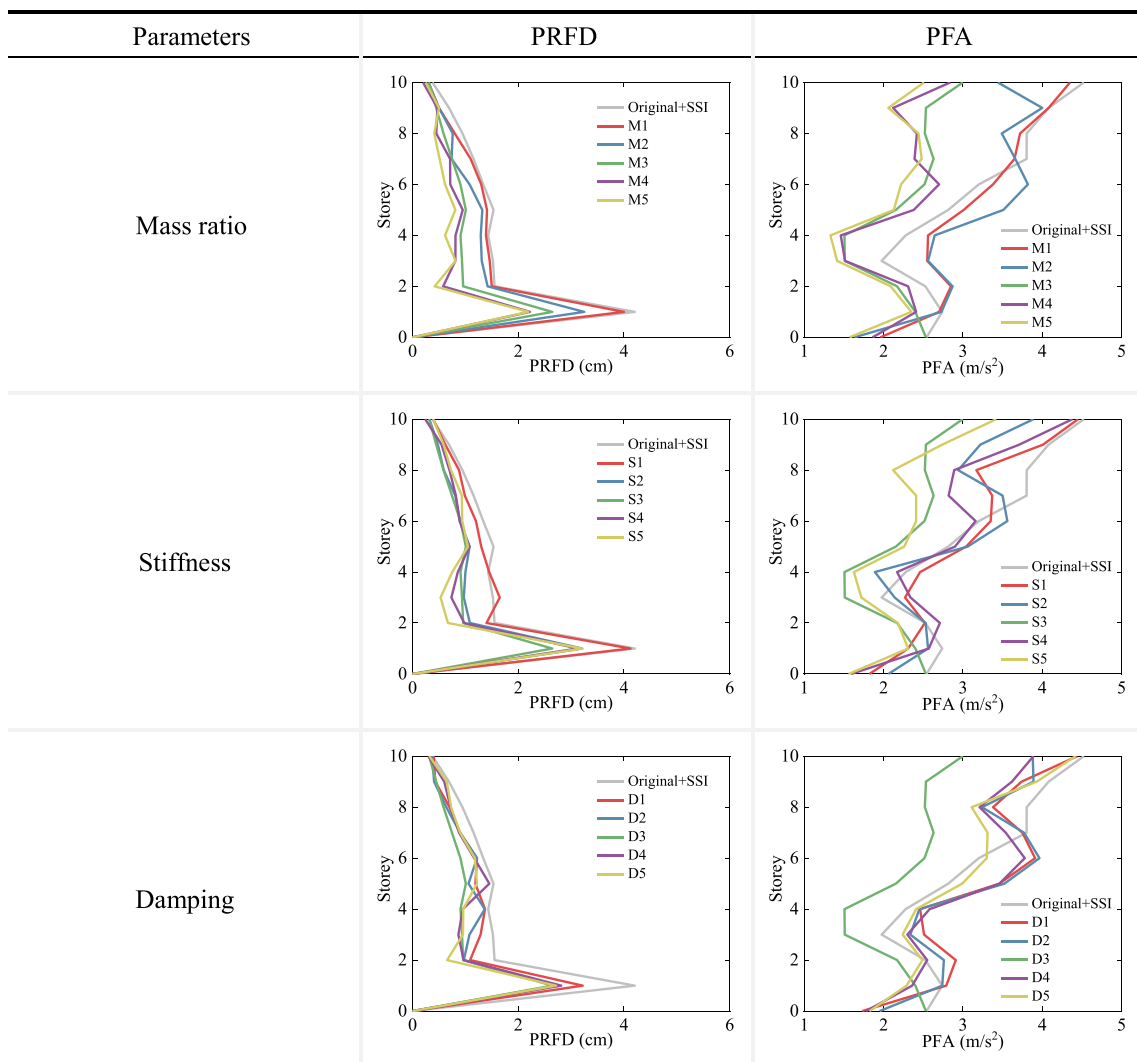 Parameters PRFD PFA
Mass ratio
10
8
6
4
2
0
Storey
0 2 4 6
PRFD (cm)
Original+SSI
M1
M2
M3
M4
M5
10
8
6
4
2
0
Storey
1 2 3 4 5
PFA (m/s²)
Original+SSI
M1
M2
M3
M4
M5
Stiffness
10
8
6
4
2
0
Storey
0 2 4 6
PRFD (cm)
Original+SSI
S1
S2
S3
S4
S5
10
8
6
4
2
0
Storey
1 2 3 4 5
PFA (m/s²)
Original+SSI
S1
S2
S3
S4
S5
Damping
10
8
6
4
2
0
Storey
0 2 4 6
PRFD (cm)
Original+SSI
D1
D2
D3
D4
D5
10
8
6
4
2
0
Storey
1 2 3 4 5
PFA (m/s²)
Original+SSI
D1
D2
D3
D4
D5